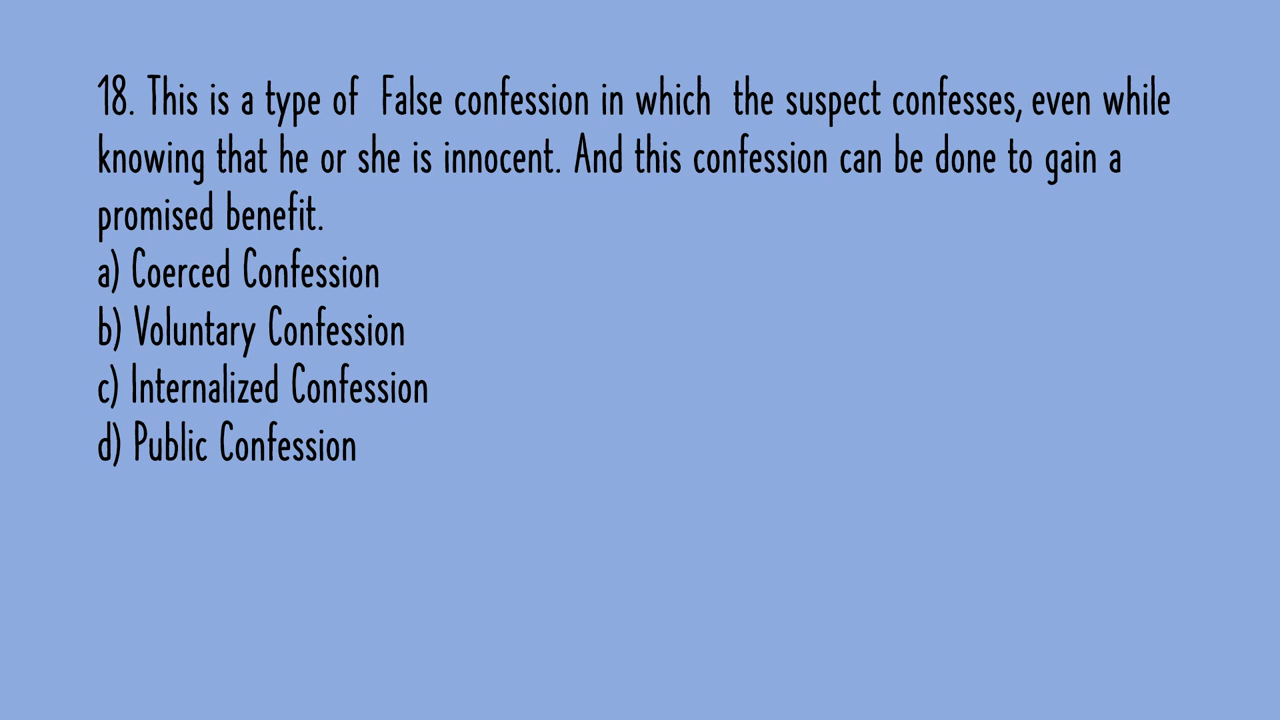 18. This is a type of  False confession in which  the suspect confesses, even while
knowing that he or she is innocent. And this confession can be done to gain a
promised benefit.
a) Coerced Confession
b) Voluntary Confession
c) Internalized Confession
d) Public Confession